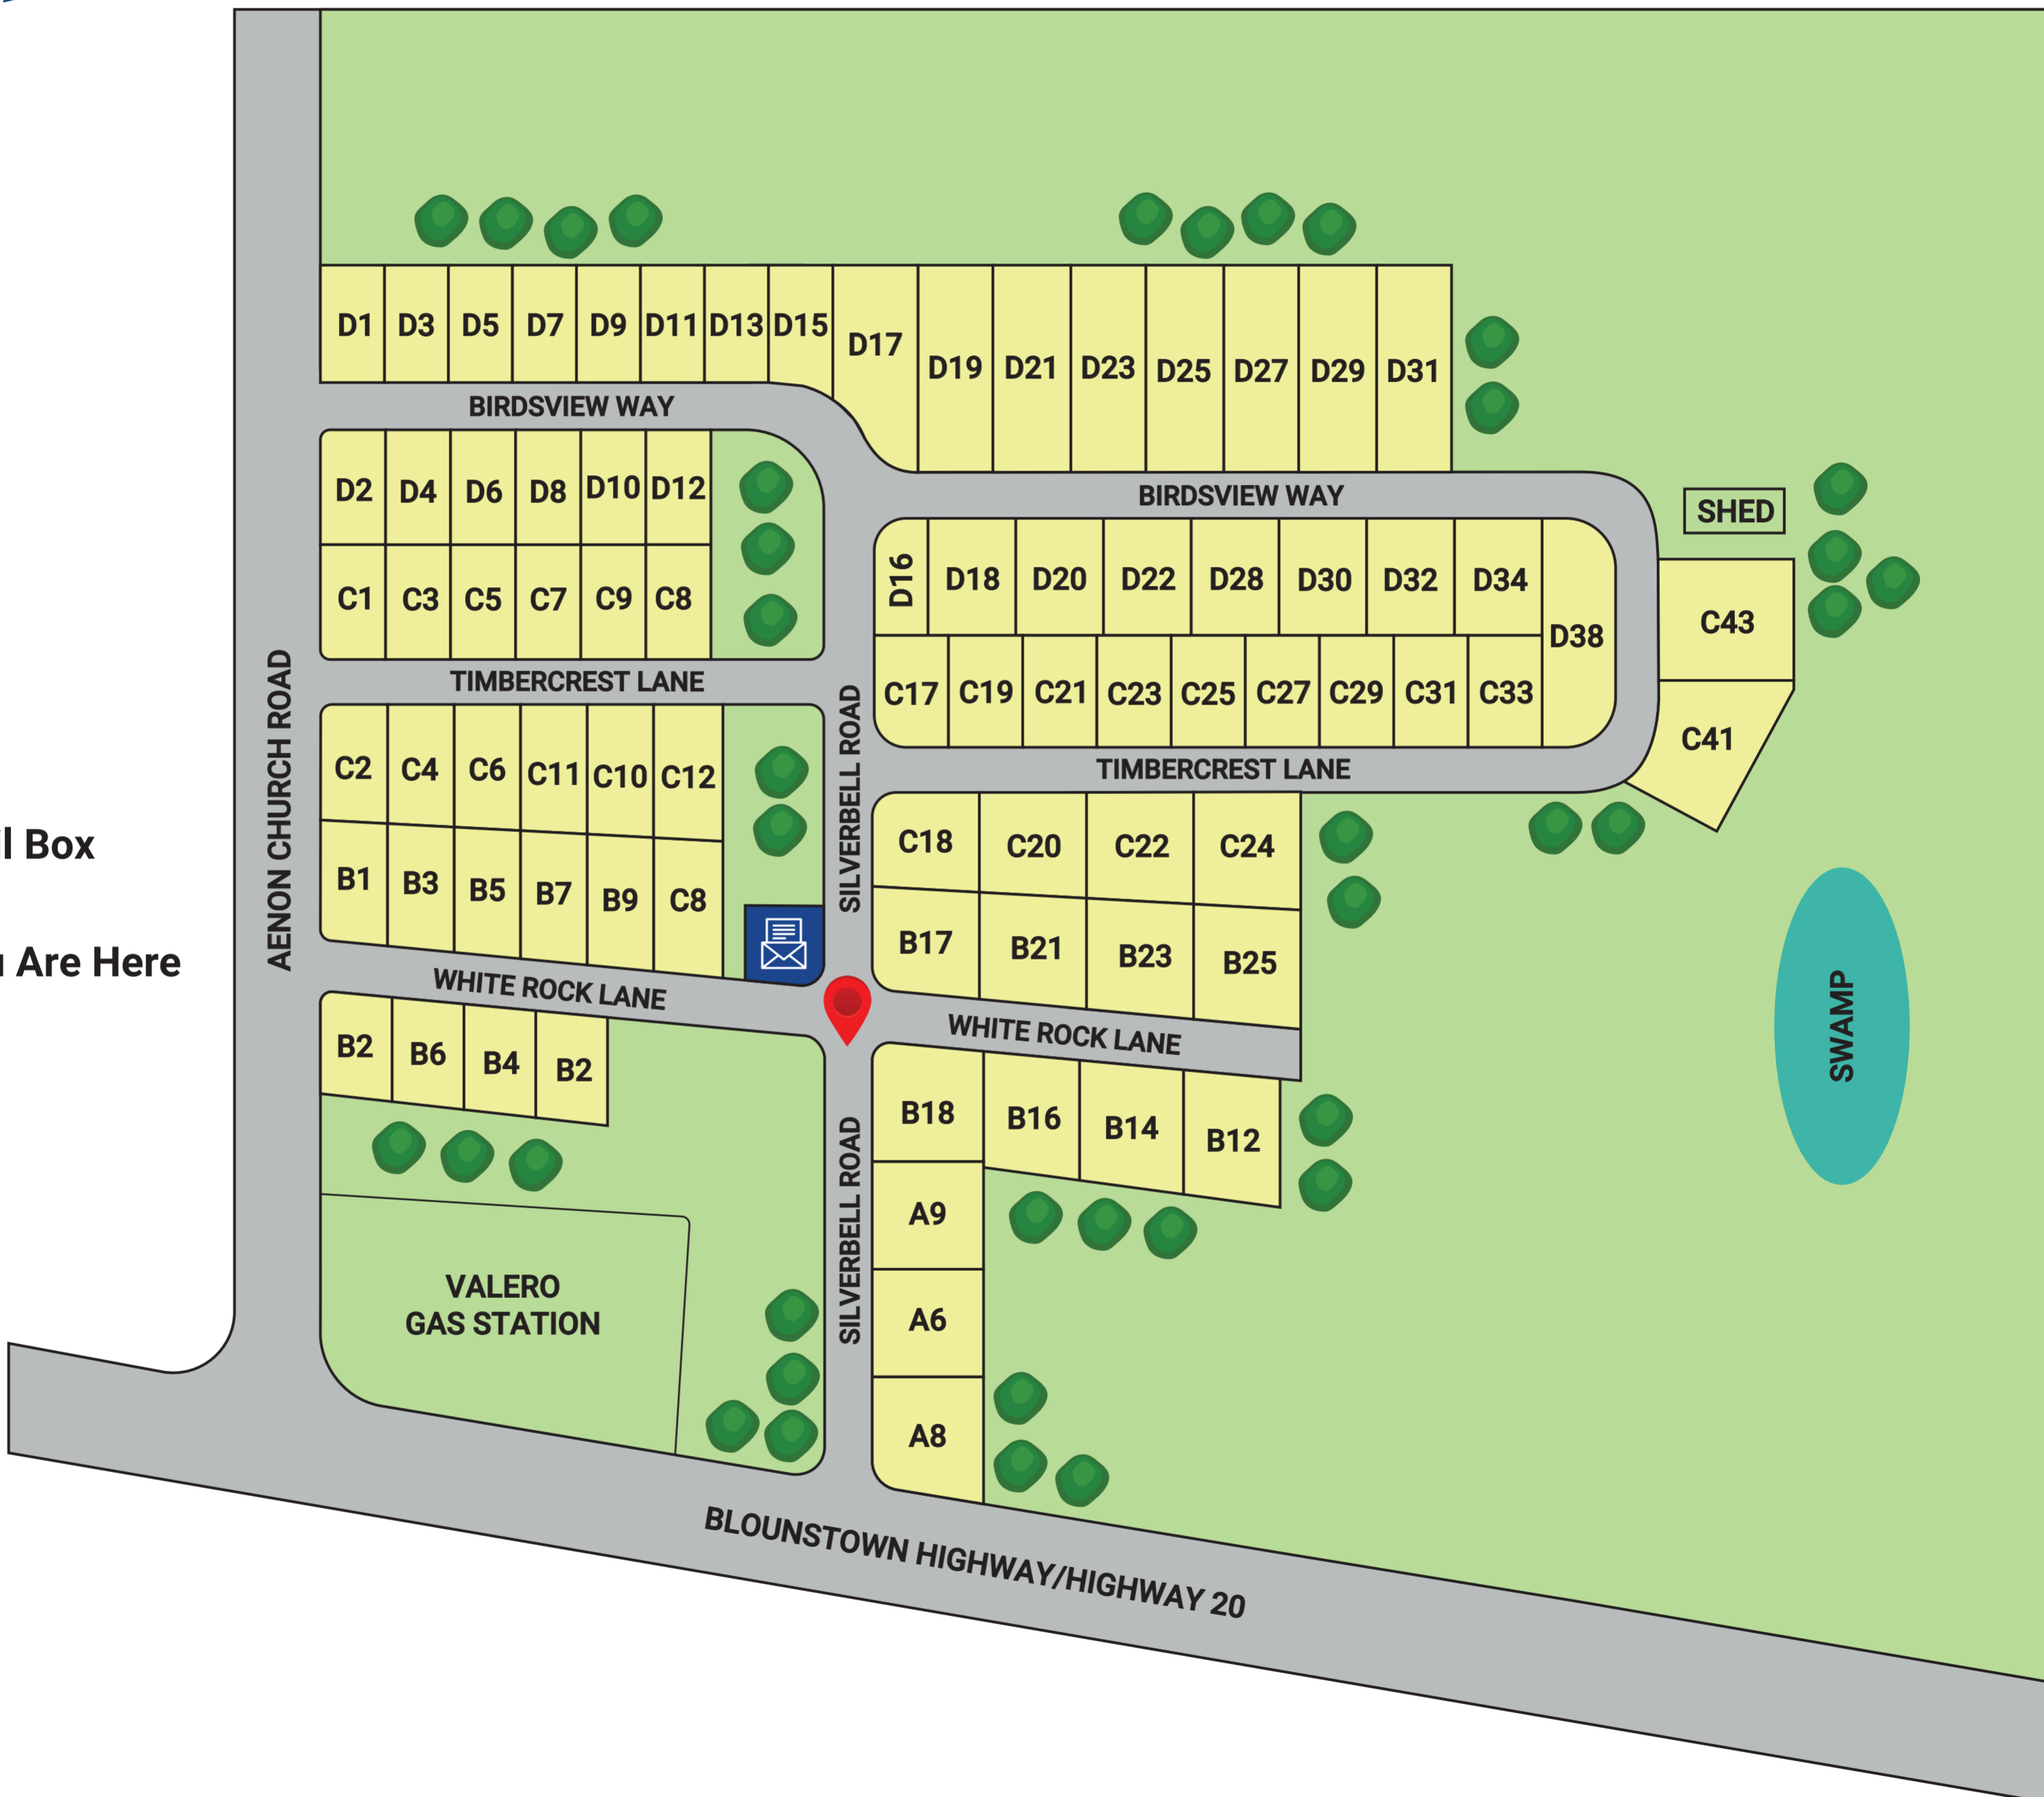 D1 D3 D5 D7 D9 D11 D13 D15 D17 D19 D21 D23 D25 D27 D29 D31
BIRDSVIEW WAY
D2 D4 D6 D8 D10 D12
C1 C3 C5 C7 C9 C8
BIRDSVIEW WAY
SHED
D16 D18 D20 D22 D28 D30 D32 D34 D38
C17 C19 C21 C23 C25 C27 C29 C31 C33
C43
C41
TIMBERCREST LANE
TIMBERCREST LANE
AENON CHURCH ROAD
SILVERBELL ROAD
C2 C4 C6 C11 C10 C12
B1 B3 B5 B7 B9 C8
C18 C20 C22 C24
B17 B21 B23 B25
Box
Are Here
WHITE ROCK LANE
WHITE ROCK LANE
SWAMP
B2 B6 B4 B2
B18 B16 B14 B12
A9
A6
A8
SILVERBELL ROAD
VALERO
GAS STATION
BLOUNSTOWN HIGHWAY/HIGHWAY 20